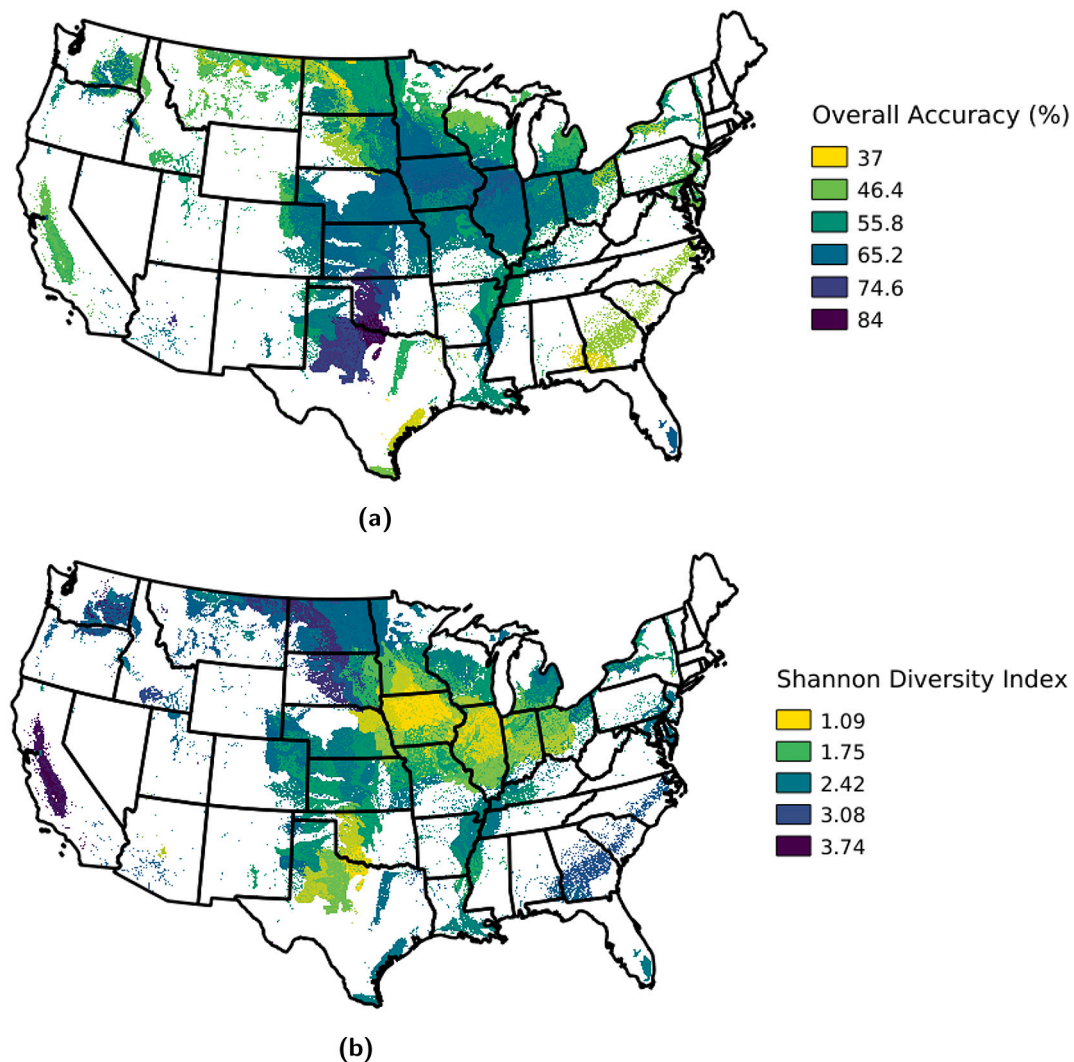 Overall Accuracy (%)
37
46.4
55.8
65.2
74.6
84
(a)
Shannon Diversity Index
1.09
1.75
2.42
3.08
3.74
(b)